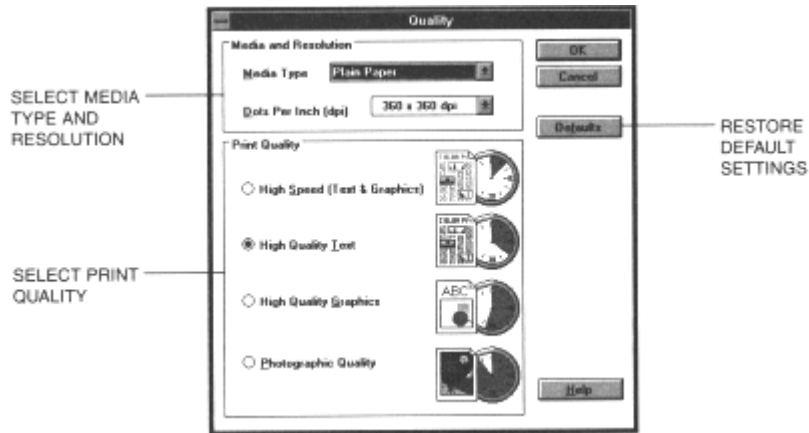 Quality
Media and Resolution
Media Type
Plain Paper
Dots Per Inch (dpi)
360 x 360 dpi
OK
Cancel
Defaults
SELECT MEDIA
TYPE AND
RESOLUTION
RESTORE
DEFAULT
SETTINGS
Print Quality
High Speed (Text & Graphics)
High Quality Text
High Quality Graphics
ABC
Photographic Quality
SELECT PRINT
QUALITY
Help